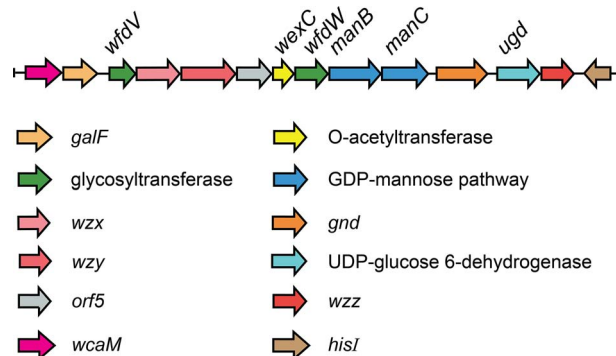 wfdV wexC wfdW manB manC ugd
galF O-acetyltransferase
glycosyltransferase GDP-mannose pathway
wzx gnd
wzy UDP-glucose 6-dehydrogenase
orf5 wzz
wcaM hisI